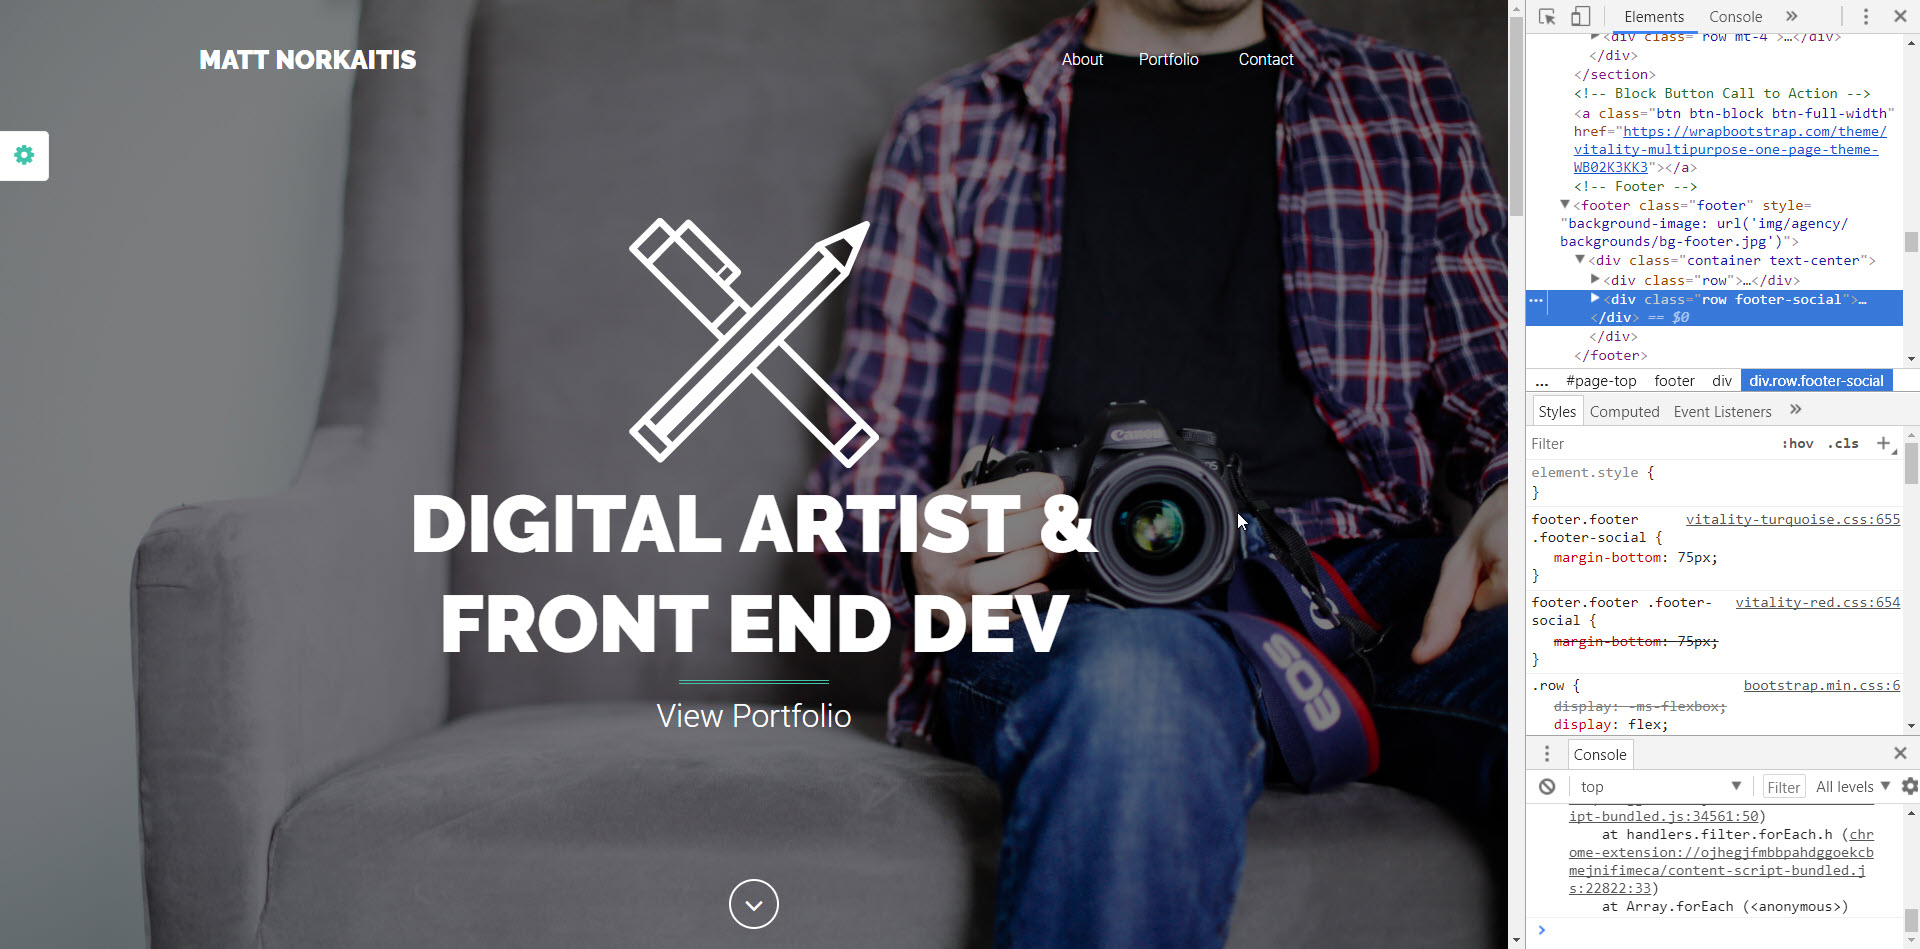 MATT NORKAITIS
About Portfolio Contact
DIGITAL ARTIST &
FRONT END DEV
View Portfolio
Canon
EOS
Elements Console »
<div class="row mt-4">…</div>
</div>
</section>
<!-- Block Button Call to Action -->
<a class="btn btn-block btn-full-width"
href="https://wrapbootstrap.com/theme/
vitality-multipurpose-one-page-theme-
WB02K3KK3"></a>
<!-- Footer -->
<footer class="footer" style=
"background-image: url('img/agency/
backgrounds/bg-footer.jpg')">
<div class="container text-center">
<div class="row">…</div>
<div class="row footer-social">…
</div> == $0
</div>
</footer>
... #page-top footer div div.row.footer-social
Styles Computed Event Listeners »
Filter :hov .cls +
element.style {
}
footer.footer vitality-turquoise.css:655
.footer-social {
margin-bottom: 75px;
}
footer.footer .footer- vitality-red.css:654
social {
margin-bottom: 75px;
}
.row { bootstrap.min.css:6
display: -ms-flexbox;
display: flex;
Console
top Filter All levels
ipt-bundled.js:34561:50)
at handlers.filter.forEach.h (chr
ome-extension://ojhegjfmbbpahdggoekcb
mejnifimeca/content-script-bundled.j
s:22822:33)
at Array.forEach (<anonymous>)